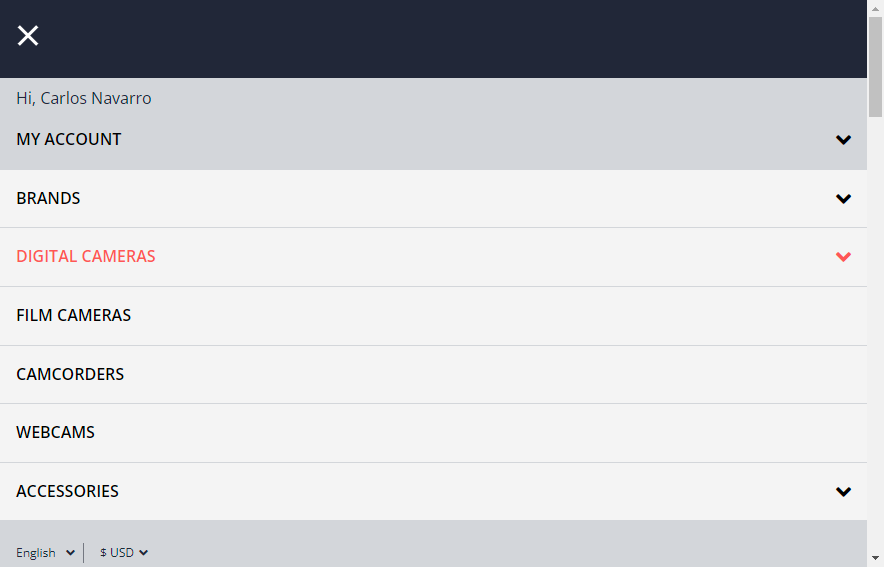 Hi, Carlos Navarro
MY ACCOUNT
BRANDS
DIGITAL CAMERAS
FILM CAMERAS
CAMCORDERS
WEBCAMS
ACCESSORIES
English $ USD